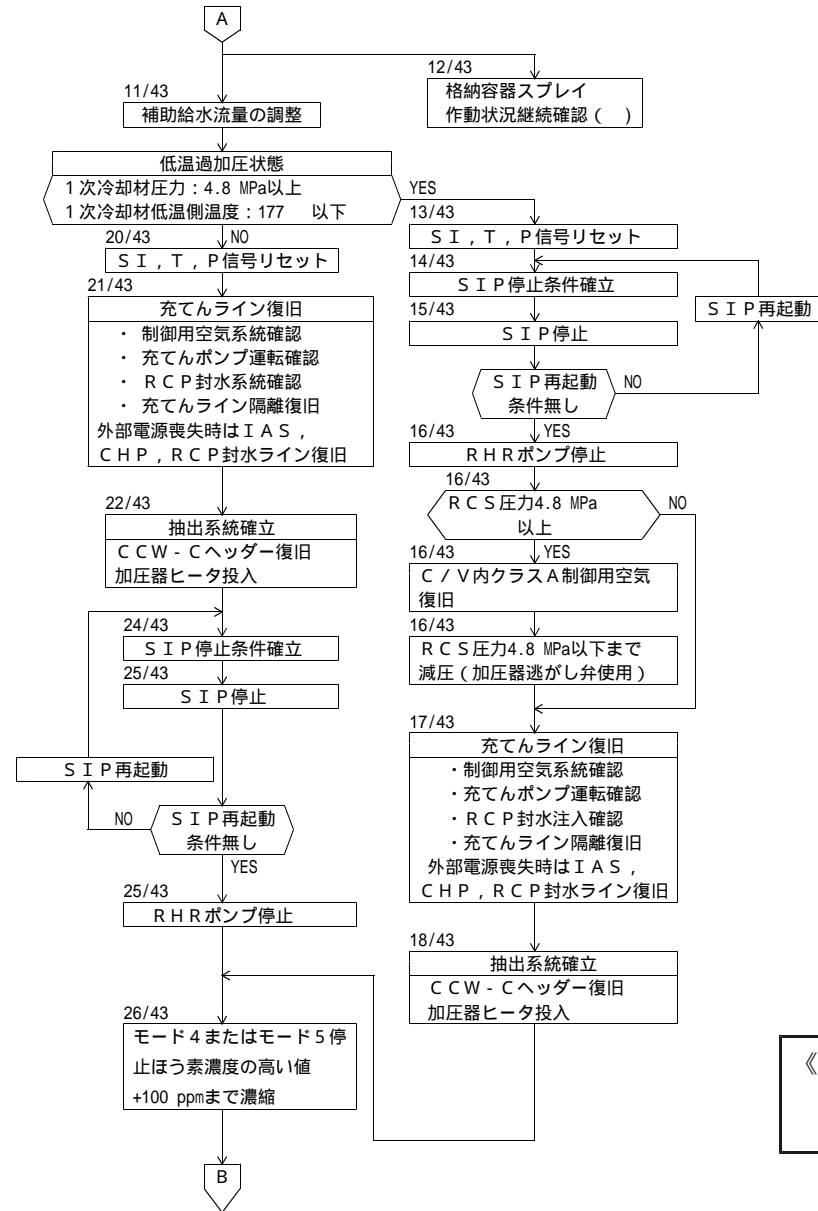 A
12/43
格納容器スプレイ
作動状況継続確認（　）
11/43
補助給水流量の調整
低温過加圧状態
１次冷却材圧力：4.8 MPa以上
１次冷却材低温側温度：177　以下
YES
13/43
ＳＩ，Ｔ，Ｐ信号リセット
14/43
ＳＩＰ停止条件確立
15/43
ＳＩＰ停止
ＳＩＰ再起動
ＳＩＰ再起動
条件無し
NO
YES
16/43
ＲＨＲポンプ停止
16/43
ＲＣＳ圧力4.8 MPa
以上
NO
YES
16/43
Ｃ／Ｖ内クラスＡ制御用空気
復旧
16/43
ＲＣＳ圧力4.8 MPa以下まで
減圧（加圧器逃がし弁使用）
17/43
充てんライン復旧
・制御用空気系統確認
・充てんポンプ運転確認
・ＲＣＰ封水注入確認
・充てんライン隔離復旧
外部電源喪失時はＩＡＳ，
ＣＨＰ，ＲＣＰ封水ライン復旧
18/43
抽出系統確立
ＣＣＷ‐Ｃヘッダー復旧
加圧器ヒータ投入
NO
20/43
ＳＩ，Ｔ，Ｐ信号リセット
21/43
充てんライン復旧
・ 制御用空気系統確認
・ 充てんポンプ運転確認
・ ＲＣＰ封水系統確認
・ 充てんライン隔離復旧
外部電源喪失時はＩＡＳ，
ＣＨＰ，ＲＣＰ封水ライン復旧
22/43
抽出系統確立
ＣＣＷ‐Ｃヘッダー復旧
加圧器ヒータ投入
24/43
ＳＩＰ停止条件確立
25/43
ＳＩＰ停止
ＳＩＰ再起動
NO
ＳＩＰ再起動
条件無し
YES
25/43
ＲＨＲポンプ停止
26/43
モード４またはモード５停
止ほう素濃度の高い値
+100 ppmまで濃縮
B
《